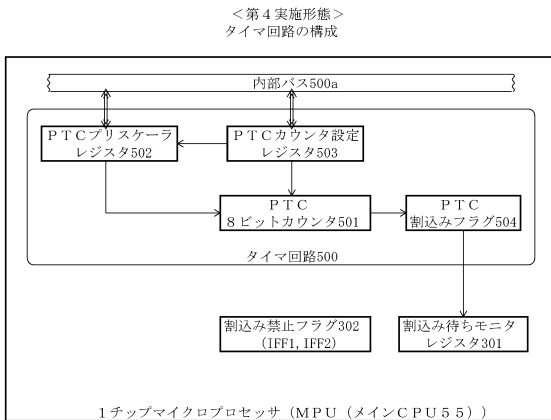 ＜第４実施形態＞
タイマ回路の構成
内部バス500a
ＰＴＣプリスケーラ
レジスタ502
ＰＴＣカウンタ設定
レジスタ503
ＰＴＣ
８ビットカウンタ501
ＰＴＣ
割込みフラグ504
タイマ回路500
割込み禁止フラグ302
(IFF1, IFF2)
割込み待ちモニタ
レジスタ301
１チップマイクロプロセッサ（ＭＰＵ（メインＣＰＵ５５））